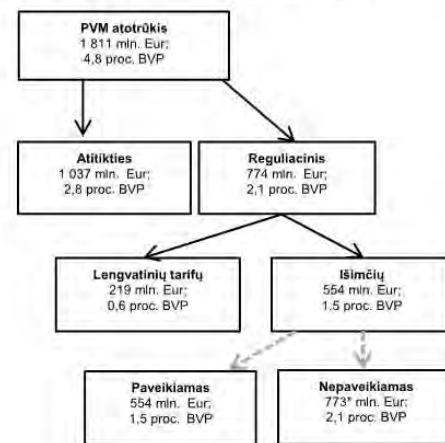 PVM atotrūkis
1 811 mln. Eur;
4,8 proc. BVP
Atitikties
1 037 mln. Eur;
2,8 proc. BVP
Reguliacinis
774 mln. Eur;
2,1 proc. BVP
Lengvatinių tarifų
219 mln. Eur;
0,6 proc. BVP
Išimčių
554 mln. Eur;
1.5 proc. BVP
Paveikiamas
554 mln. Eur;
1,5 proc. BVP
Nepaveikiamas
773* mln. Eur;
2,1 proc. BVP